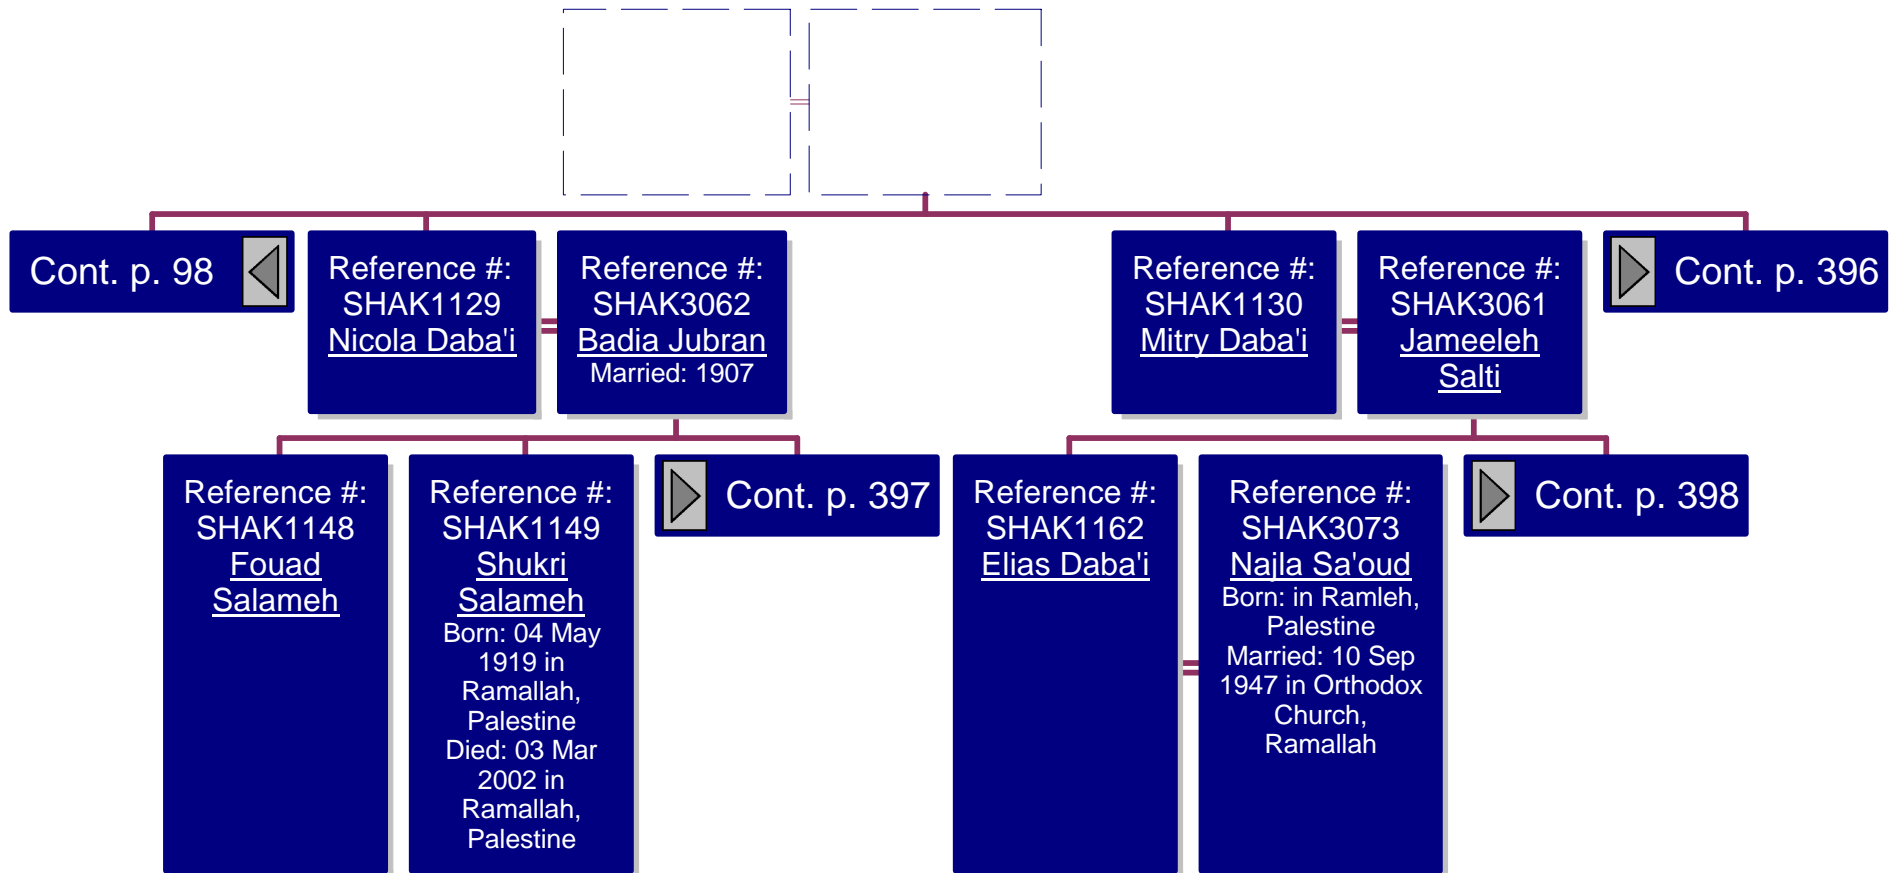 Cont. p. 98
Reference #:
SHAK1129
Nicola Daba'i
Reference #:
SHAK3062
Badia Jubran
Married: 1907
Reference #:
SHAK1130
Mitry Daba'i
Reference #:
SHAK3061
Jameeleh
Salti
Cont. p. 396
Reference #:
SHAK1148
Fouad
Salameh
Reference #:
SHAK1149
Shukri
Salameh
Born: 04 May
1919 in
Ramallah,
Palestine
Died: 03 Mar
2002 in
Ramallah,
Palestine
Cont. p. 397
Reference #:
SHAK1162
Elias Daba'i
Reference #:
SHAK3073
Najla Sa'oud
Born: in Ramleh,
Palestine
Married: 10 Sep
1947 in Orthodox
Church,
Ramallah
Cont. p. 398